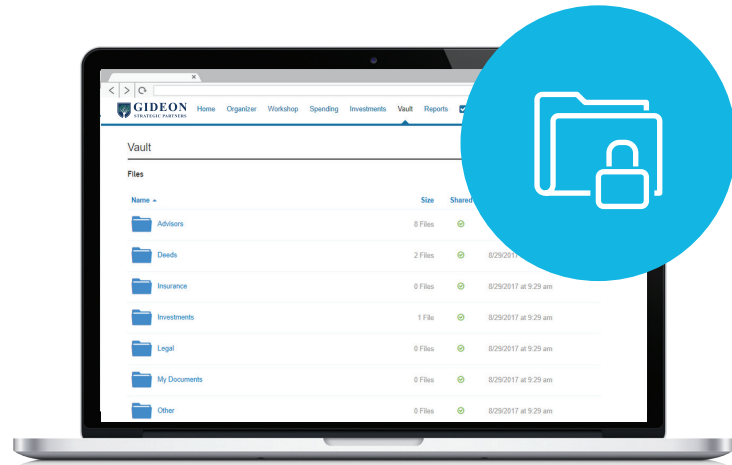 GIDEON
STRATEGIC PARTNERS
Home Organizer Workshop Spending Investments Vault Reports
Vault
Files
Name Size Shared
Advisors 8 Files
Deeds 2 Files 8/29/2017
Insurance 0 Files 8/29/2017 at 9:29 am
Investments 1 File 8/29/2017 at 9:29 am
Legal 0 Files 8/29/2017 at 9:29 am
My Documents 0 Files 8/29/2017 at 9:29 am
Other 0 Files 8/29/2017 at 9:29 am